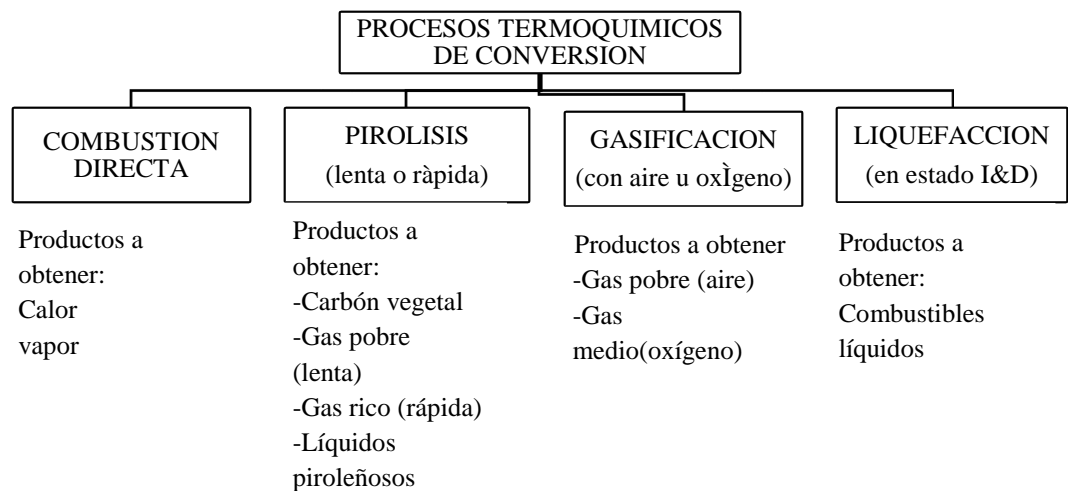 PROCESOS TERMOQUIMICOS
DE CONVERSION
COMBUSTION
DIRECTA
Productos a
obtener:
Calor
vapor
PIROLISIS
(lenta o ràpida)
Productos a
obtener:
-Carbón vegetal
-Gas pobre
(lenta)
-Gas rico (rápida)
-Líquidos
piroleñosos
GASIFICACION
(con aire u oxÌgeno)
Productos a obtener
-Gas pobre (aire)
-Gas
medio(oxígeno)
LIQUEFACCION
(en estado I&D)
Productos a
obtener:
Combustibles
líquidos